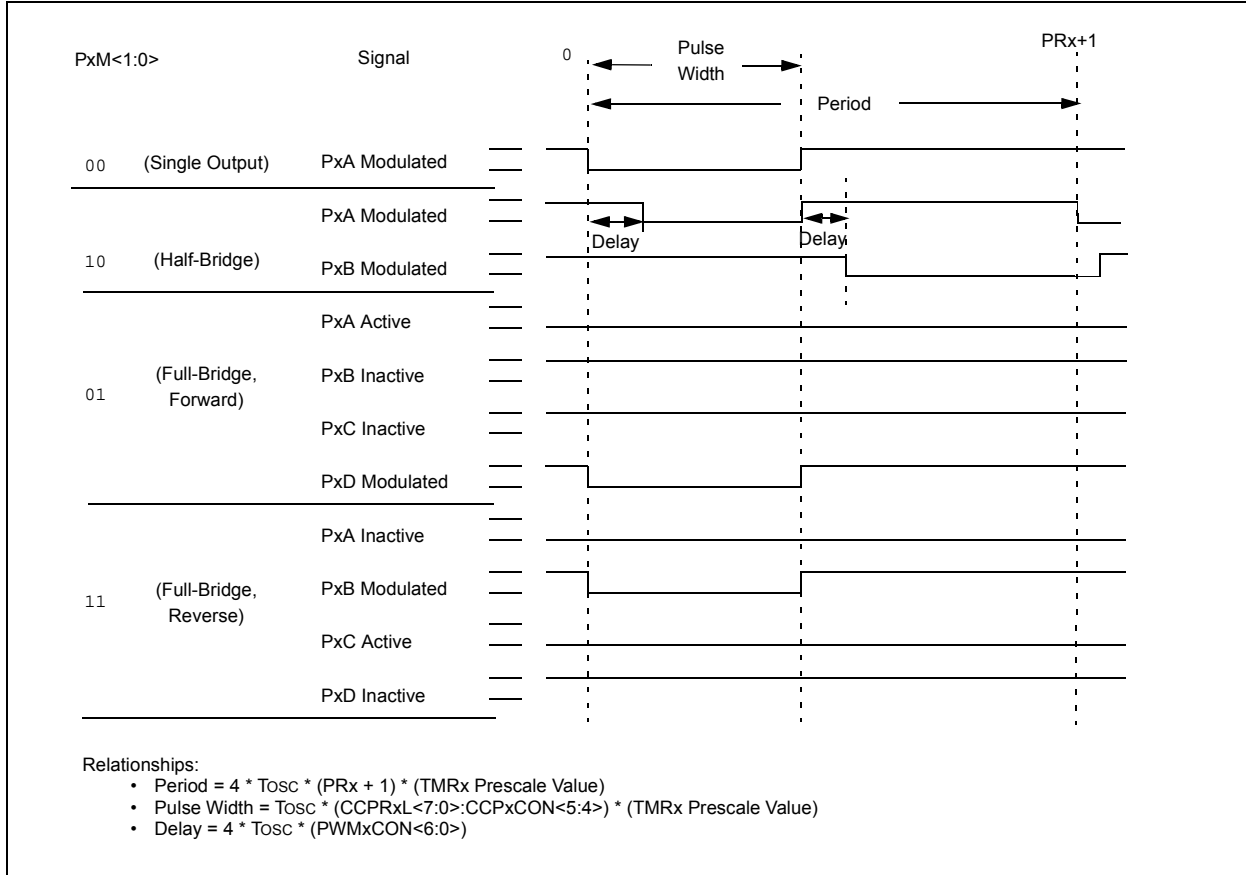 PxM<1:0>
Signal
0
Pulse
Width
PRx+1
Period
00
(Single Output)
PxA Modulated
PxA Modulated
Delay
Delay
10
(Half-Bridge)
PxB Modulated
PxA Active
(Full-Bridge,
Forward)
PxB Inactive
01
PxC Inactive
PxD Modulated
PxA Inactive
(Full-Bridge,
Reverse)
PxB Modulated
11
PxC Active
PxD Inactive
Relationships:
• Period = 4 * TOSC * (PRx + 1) * (TMRx Prescale Value)
• Pulse Width = TOSC * (CCPRxL<7:0>:CCPxCON<5:4>) * (TMRx Prescale Value)
• Delay = 4 * TOSC * (PWMxCON<6:0>)